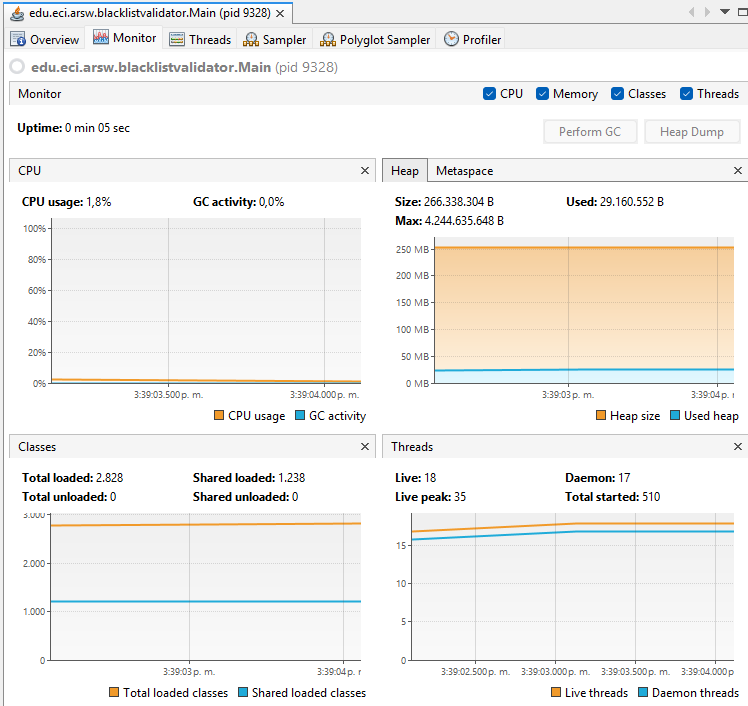 edu.eci.arsw.blacklistvalidator.Main (pid 9328)
Overview Monitor Threads Sampler Polyglot Sampler Profiler
edu.eci.arsw.blacklistvalidator.Main (pid 9328)
Monitor CPU Memory Classes Threads
Uptime: 0 min 05 sec
Perform GC Heap Dump
CPU
CPU usage: 1,8% GC activity: 0,0%
100%
80%
60%
40%
20%
0%
3:39:03.500 p. m. 3:39:04.000 p. m.
CPU usage GC activity
Heap Metaspace
Size: 266.338.304 B Used: 29.160.552 B
Max: 4.244.635.648 B
250 MB
200 MB
150 MB
100 MB
50 MB
0 MB
3:39:03 p. m. 3:39:04 p. r
Heap size Used heap
Classes
Total loaded: 2.828 Shared loaded: 1.238
Total unloaded: 0 Shared unloaded: 0
3.000
2.000
1.000
0
3:39:03 p. m. 3:39:04 p. r
Total loaded classes Shared loaded classes
Threads
Live: 18 Daemon: 17
Live peak: 35 Total started: 510
15
10
5
0
3:39:02.500 p. m. 3:39:03.000 p. m. 3:39:03.500 p. m. 3:39:04.000 p. m.
Live threads Daemon threads